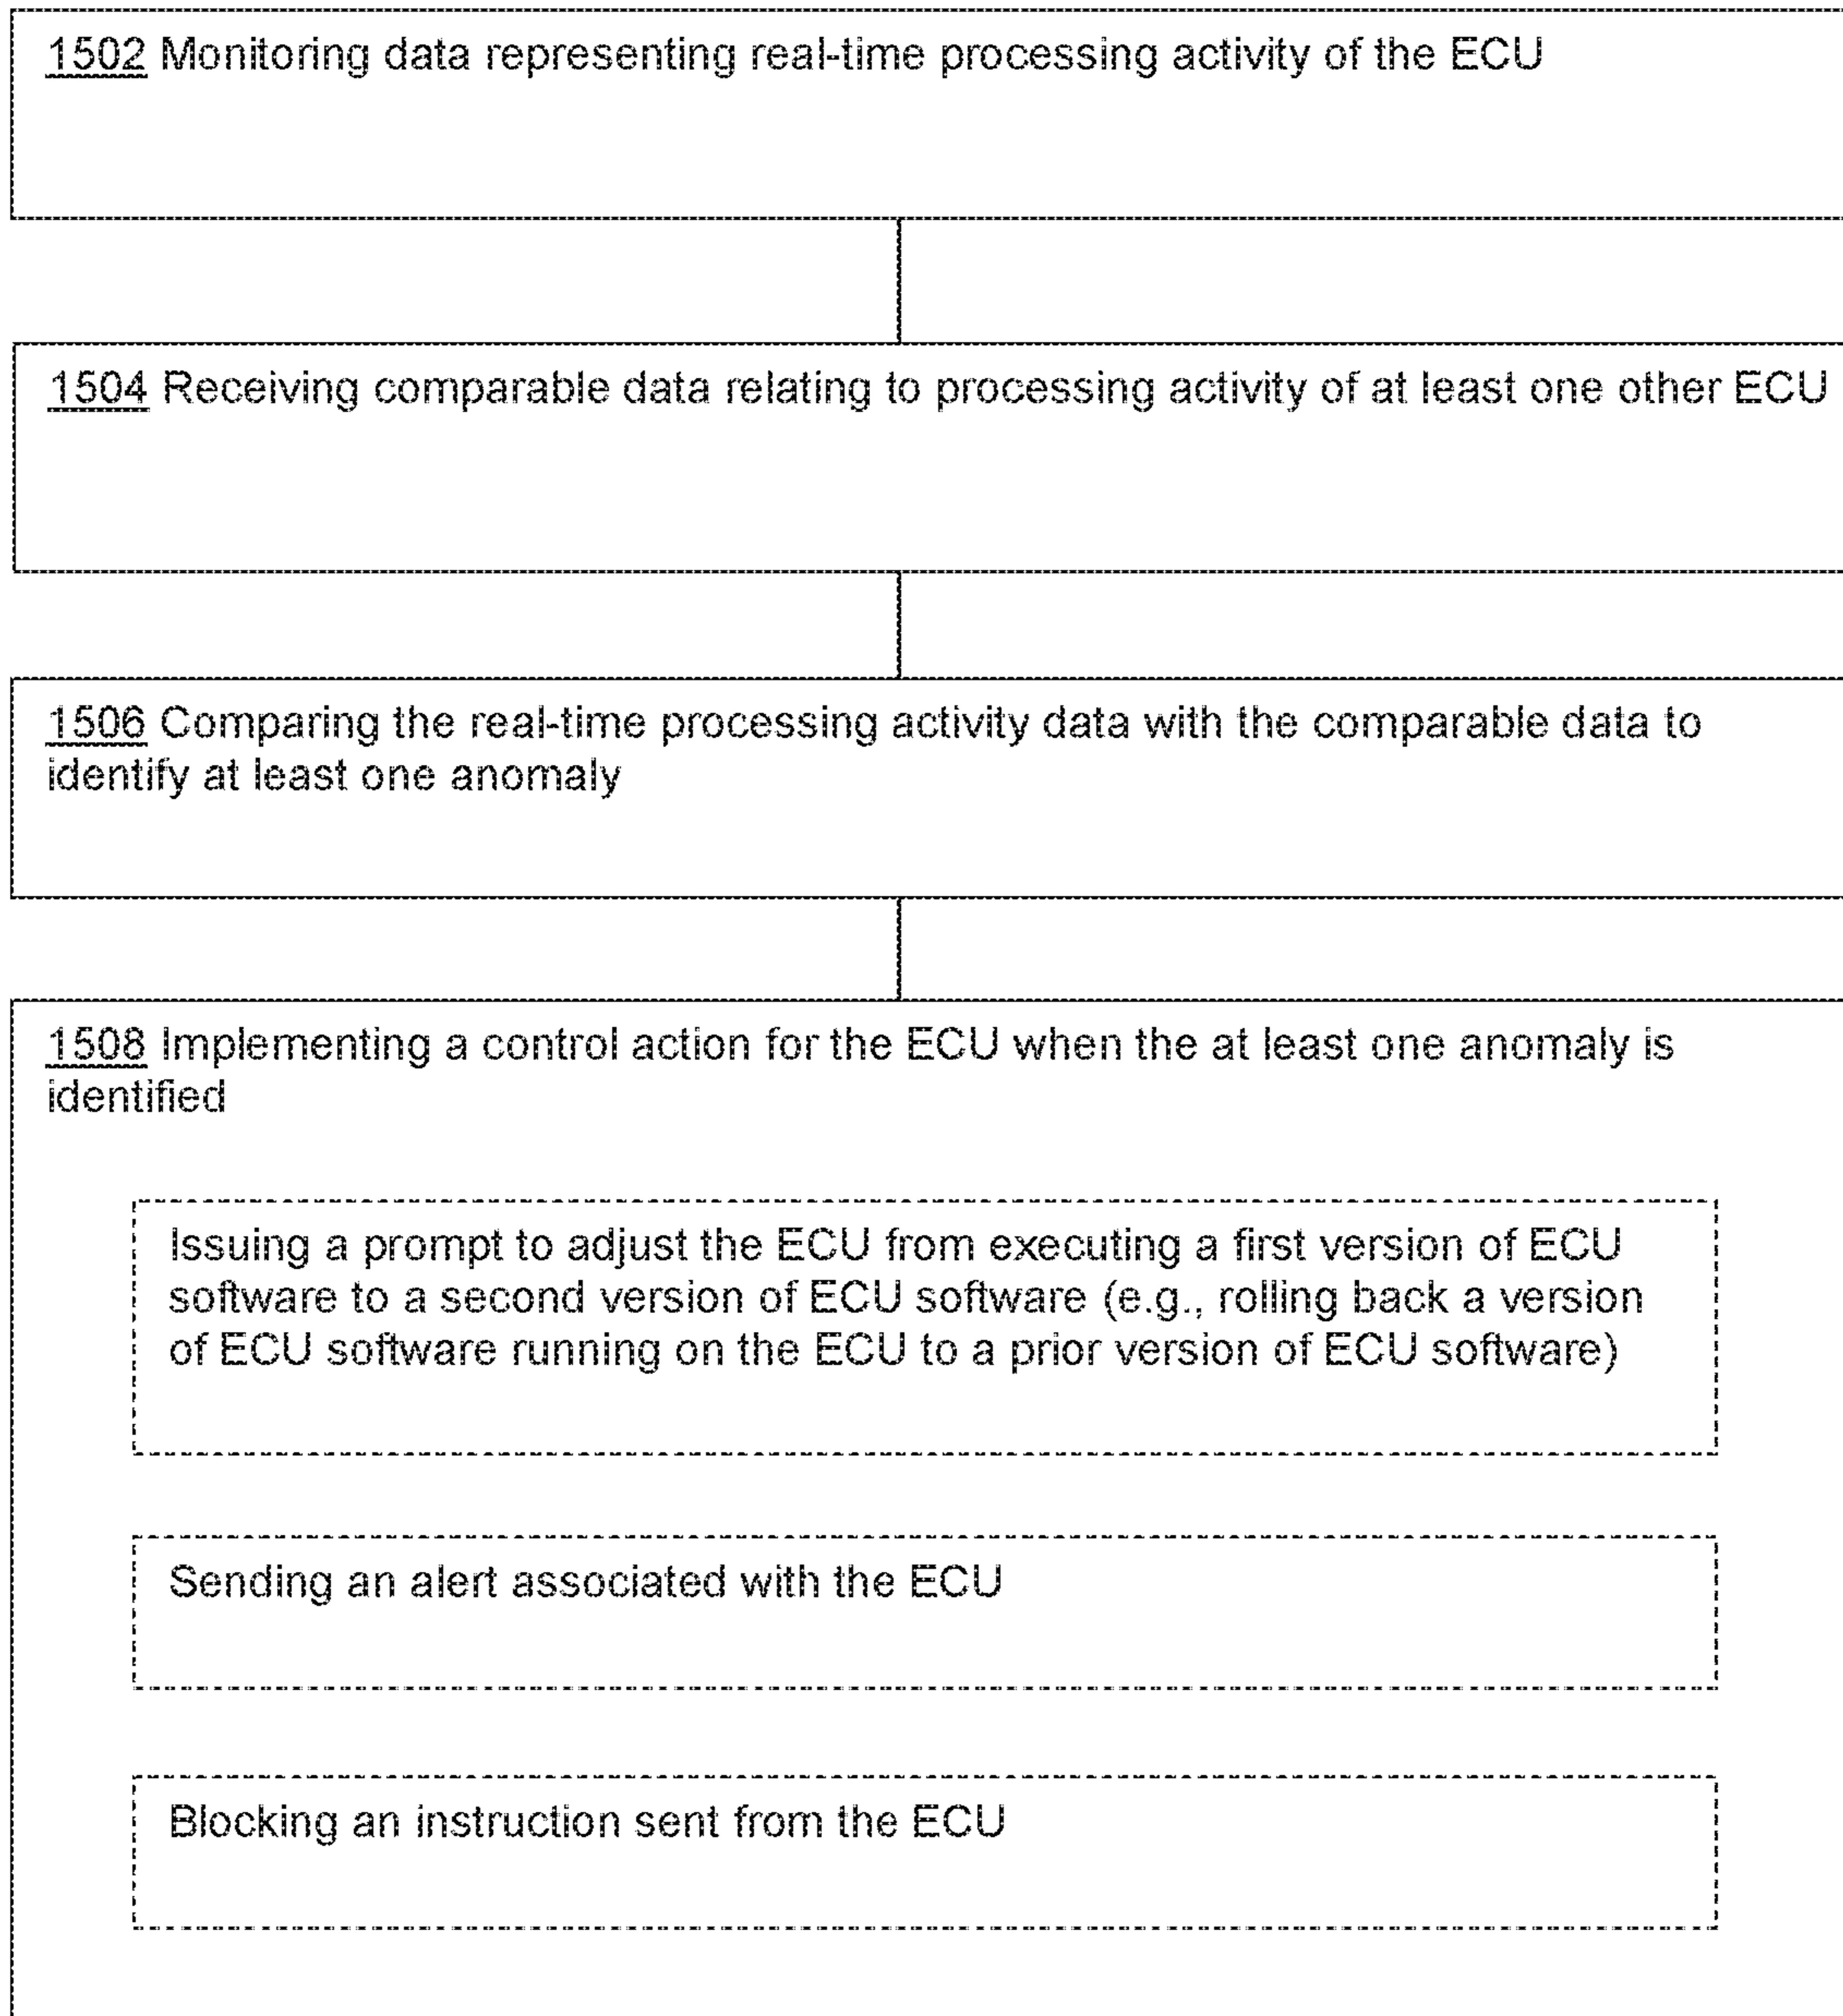 1502 Monitoring data representing real-time processing activity of the ECU
1504 Receiving comparable data relating to processing activity of at least one other ECU
1506 Comparing the real-time processing activity data with the comparable data to
identify at least one anomaly
1508 Implementing a control action for the ECU when the at least one anomaly is
identified
Issuing a prompt to adjust the ECU from executing a first version of ECU
software to a second version of ECU software (e.g., rolling back a version
of ECU software running on the ECU to a prior version of ECU software)
Sending an alert associated with the ECU
Blocking an instruction sent from the ECU